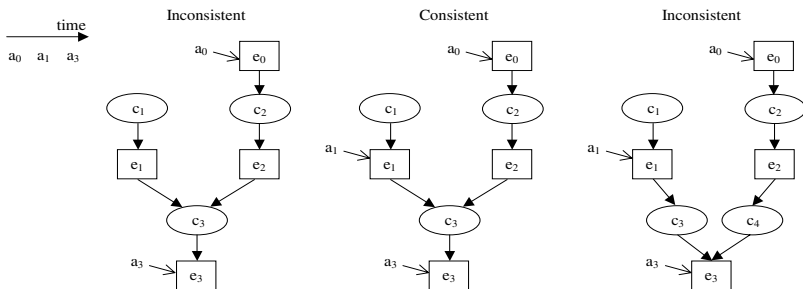 Inconsistent Consistent Inconsistent
time
a0 a1 a3
a0 e0 a0 e0 a0 e0
c1 c2 c1 c2 c1 c2
e1 e2 a1 e1 e2 a1 e1 e2
c3 c3 c3 c4
a3 e3 a3 e3 a3 e3